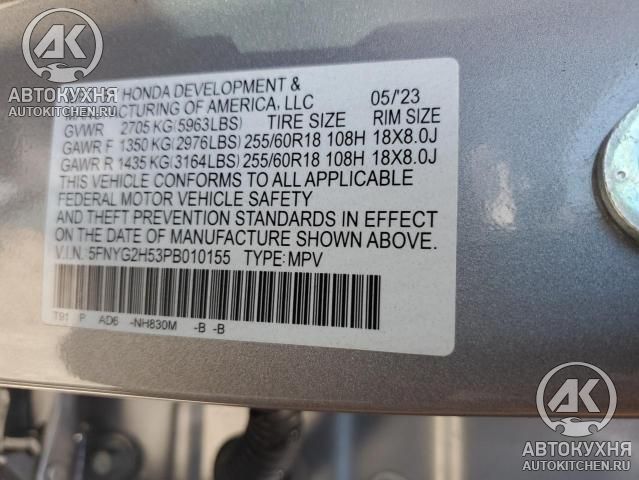 AK
АВТОКУХНЯ
AUTOKITCHEN.RU
HONDA DEVELOPMENT &
MANUFACTURING OF AMERICA, LLC 05/'23
GVWR 2705 KG(5963LBS) TIRE SIZE RIM SIZE
GAWR F 1350 KG(2976LBS) 255/60R18 108H 18X8.0J
GAWR R 1435 KG(3164LBS) 255/60R18 108H 18X8.0J
THIS VEHICLE CONFORMS TO ALL APPLICABLE
FEDERAL MOTOR VEHICLE SAFETY
AND THEFT PREVENTION STANDARDS IN EFFECT
ON THE DATE OF MANUFACTURE SHOWN ABOVE.
V.I.N. 5FNYG2H53PB010155 TYPE: MPV
T91 P AD6 -NH830M -B -B
AK
АВТОКУХНЯ
AUTOKITCHEN.RU